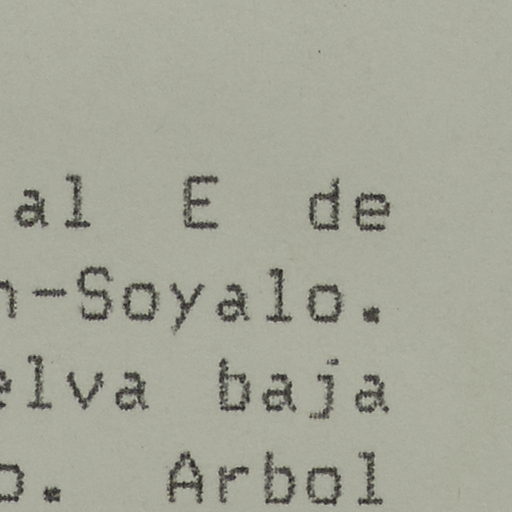 al E de
n-Soyalo.
elva baja
o. Arbol